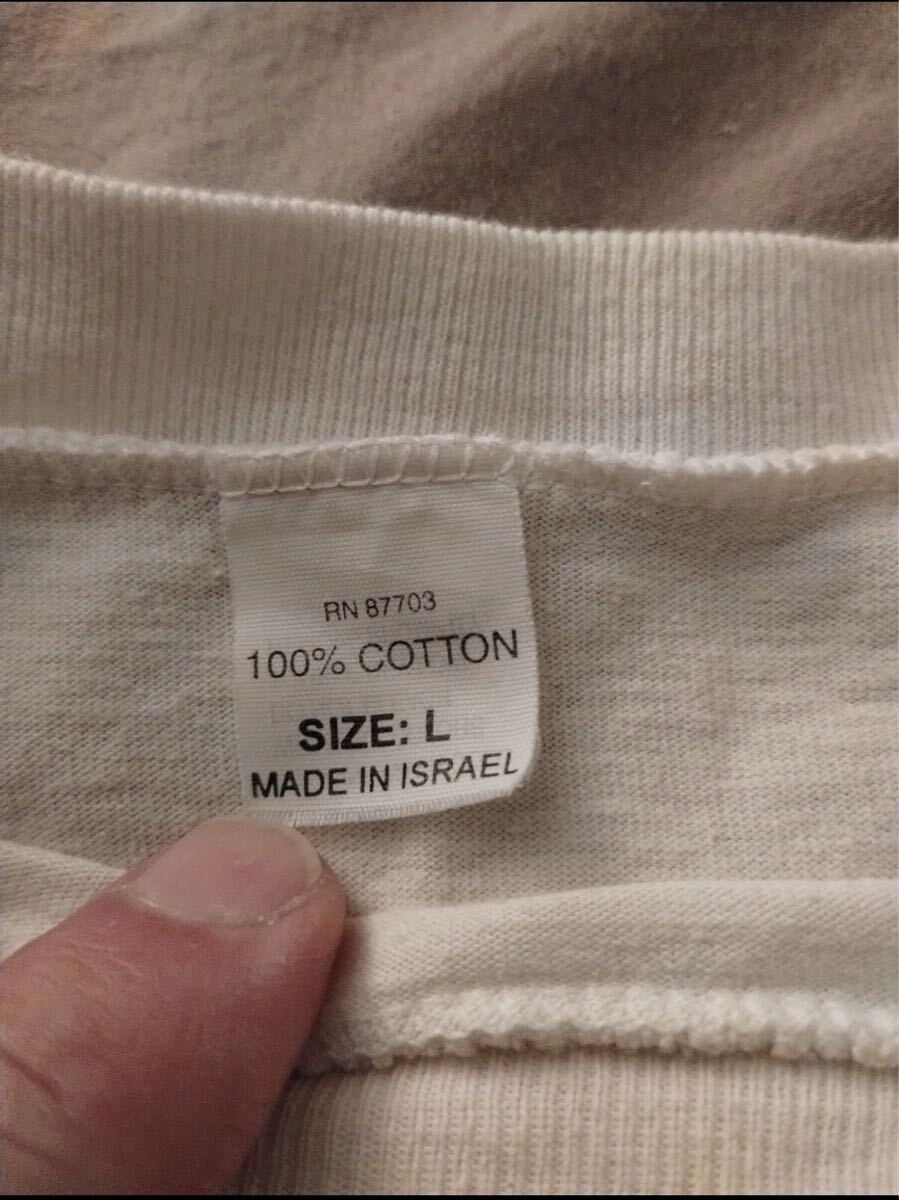 RN 87703
100% COTTON
SIZE: L
MADE IN ISRAEL